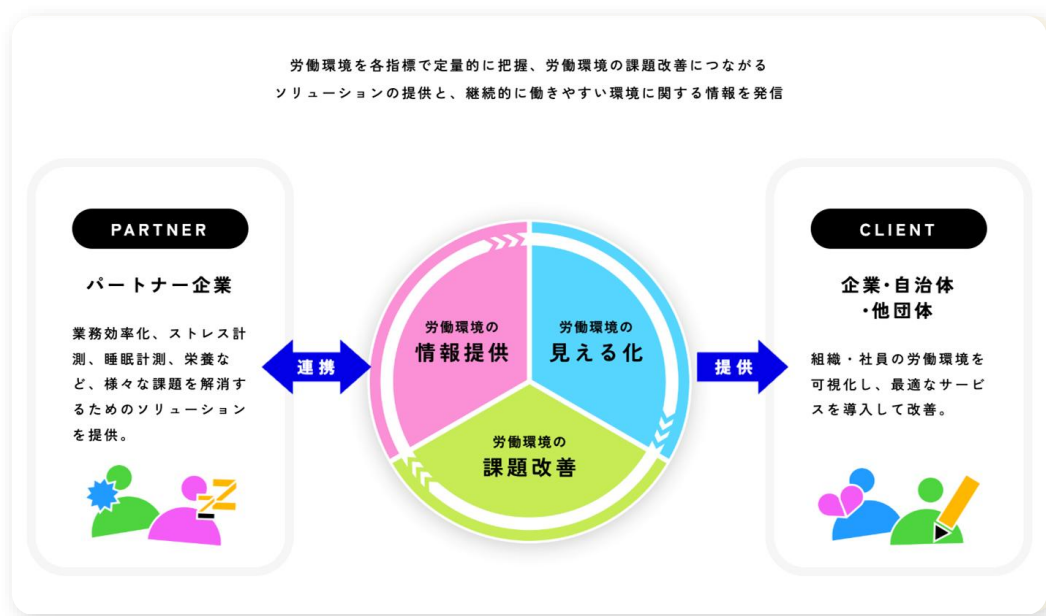 労働環境を各指標で定量的に把握、労働環境の課題改善につながる
ソリューションの提供と、継続的に働きやすい環境に関する情報を発信
PARTNER
パートナー企業
業務効率化、ストレス計
測、睡眠計測、栄養な
ど、様々な課題を解消す
るためのソリューション
を提供。
連携
労働環境の
情報提供
労働環境の
見える化
労働環境の
課題改善
提供
CLIENT
企業・自治体
・他団体
組織・社員の労働環境を
可視化し、最適なサービ
スを導入して改善。